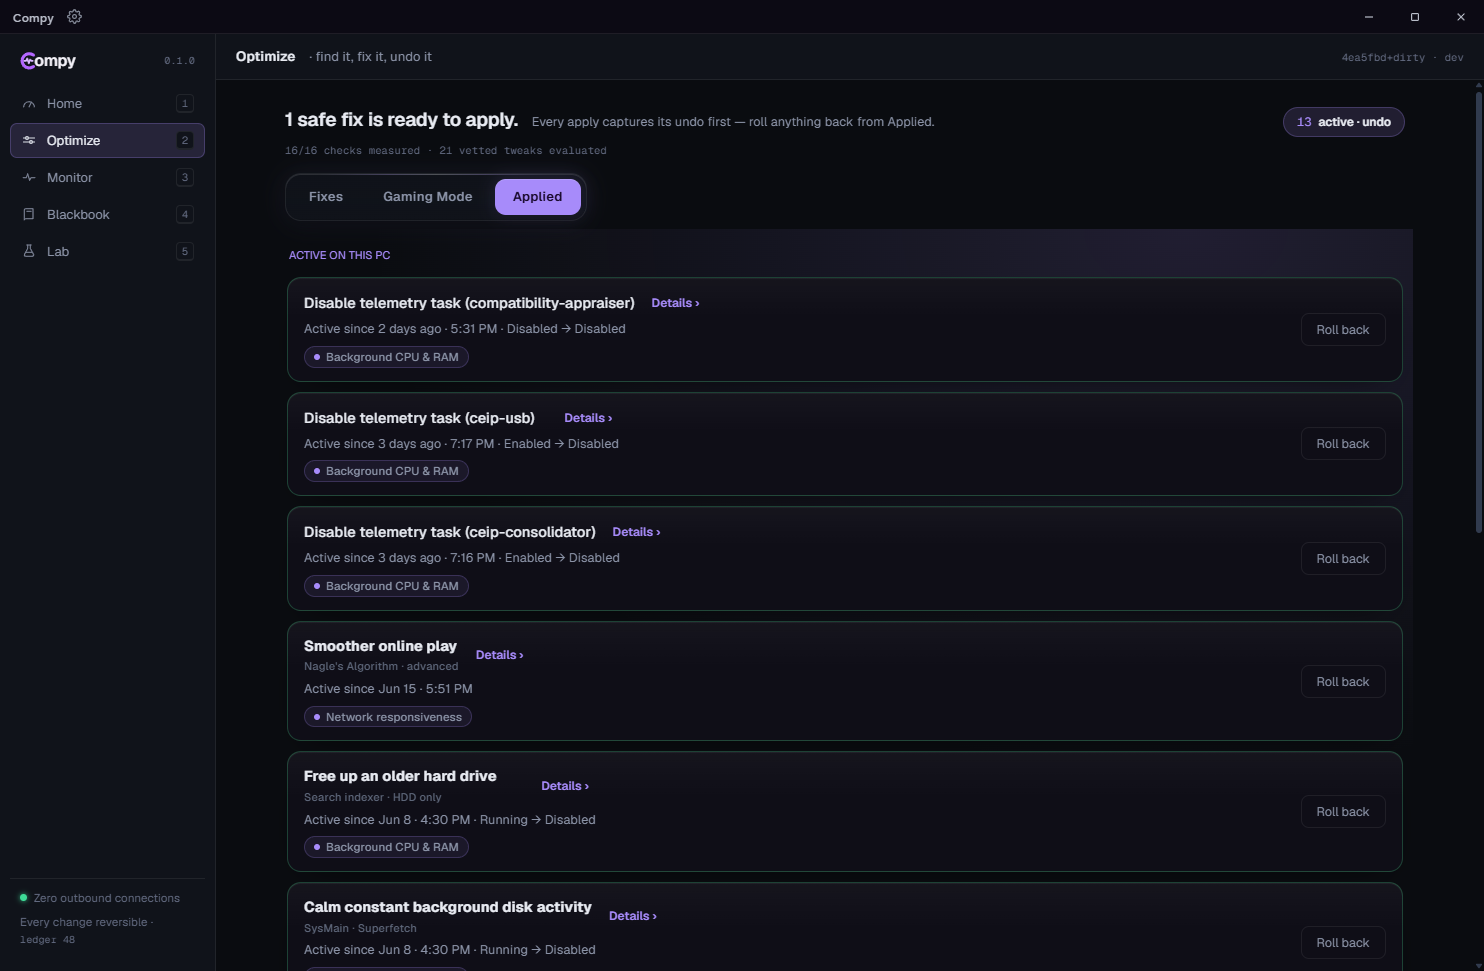 Compy
Compy 0.1.0
Home 1
Optimize 2
Monitor 3
Blackbook 4
Lab 5
Zero outbound connections
Every change reversible ·
ledger 48
Optimize · find it, fix it, undo it
4ea5fbd+dirty · dev
1 safe fix is ready to apply. Every apply captures its undo first — roll anything back from Applied.
13 active · undo
16/16 checks measured · 21 vetted tweaks evaluated
Fixes Gaming Mode Applied
ACTIVE ON THIS PC
Disable telemetry task (compatibility-appraiser) Details ›
Active since 2 days ago · 5:31 PM · Disabled → Disabled
Roll back
Background CPU & RAM
Disable telemetry task (ceip-usb) Details ›
Active since 3 days ago · 7:17 PM · Enabled → Disabled
Roll back
Background CPU & RAM
Disable telemetry task (ceip-consolidator) Details ›
Active since 3 days ago · 7:16 PM · Enabled → Disabled
Roll back
Background CPU & RAM
Smoother online play Details ›
Nagle's Algorithm · advanced
Active since Jun 15 · 5:51 PM
Roll back
Network responsiveness
Free up an older hard drive Details ›
Search indexer · HDD only
Active since Jun 8 · 4:30 PM · Running → Disabled
Roll back
Background CPU & RAM
Calm constant background disk activity Details ›
SysMain · Superfetch
Active since Jun 8 · 4:30 PM · Running → Disabled
Roll back